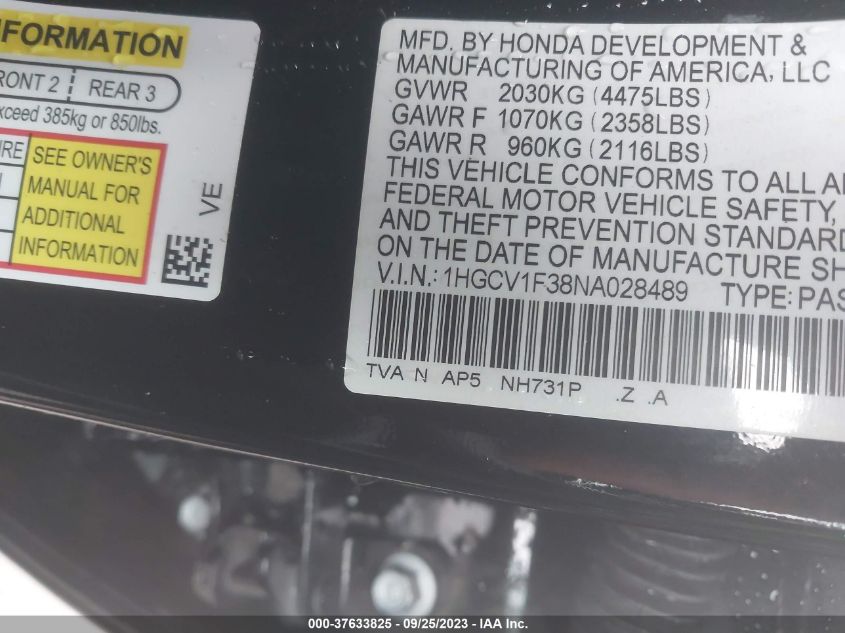 NFORMATION
RONT 2 REAR 3
xceed 385kg or 850lbs.
IRE
SEE OWNER'S
MANUAL FOR
ADDITIONAL
INFORMATION
VE
MFD. BY HONDA DEVELOPMENT &
MANUFACTURING OF AMERICA, LLC
GVWR 2030KG (4475LBS)
GAWR F 1070KG (2358LBS)
GAWR R 960KG (2116LBS)
THIS VEHICLE CONFORMS TO ALL A
FEDERAL MOTOR VEHICLE SAFETY,
AND THEFT PREVENTION STANDARD
ON THE DATE OF MANUFACTURE SH
V.I.N.: 1HGCV1F38NA028489 TYPE: PAS
TVA N AP5 NH731P .Z .A
000-37633825 - 09/25/2023 - IAA Inc.